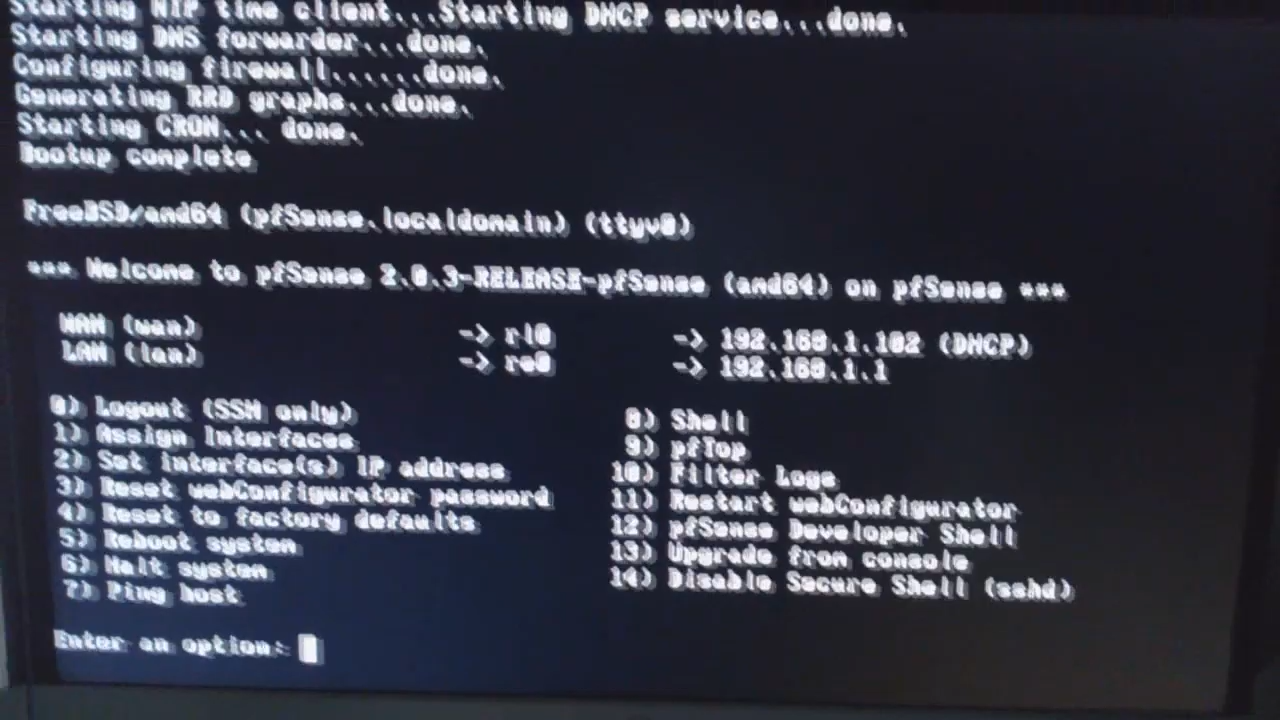 Starting NTP time client...Starting DHCP service...done.
Starting DNS forwarder...done.
Configuring firewall......done.
Generating RRD graphs...done.
Starting CRON... done.
Bootup complete
FreeBSD/amd64 (pfSense.localdomain) (ttyv0)
*** Welcome to pfSense 2.0.3-RELEASE-pfSense (amd64) on pfSense ***
WAN (wan) -> rl0 -> 192.168.1.102 (DHCP)
LAN (lan) -> re0 -> 192.168.1.1
0) Logout (SSH only) 8) Shell
1) Assign Interfaces 9) pfTop
2) Set interface(s) IP address 10) Filter Logs
3) Reset webConfigurator password 11) Restart webConfigurator
4) Reset to factory defaults 12) pfSense Developer Shell
5) Reboot system 13) Upgrade from console
6) Halt system 14) Disable Secure Shell (sshd)
7) Ping host
Enter an option: